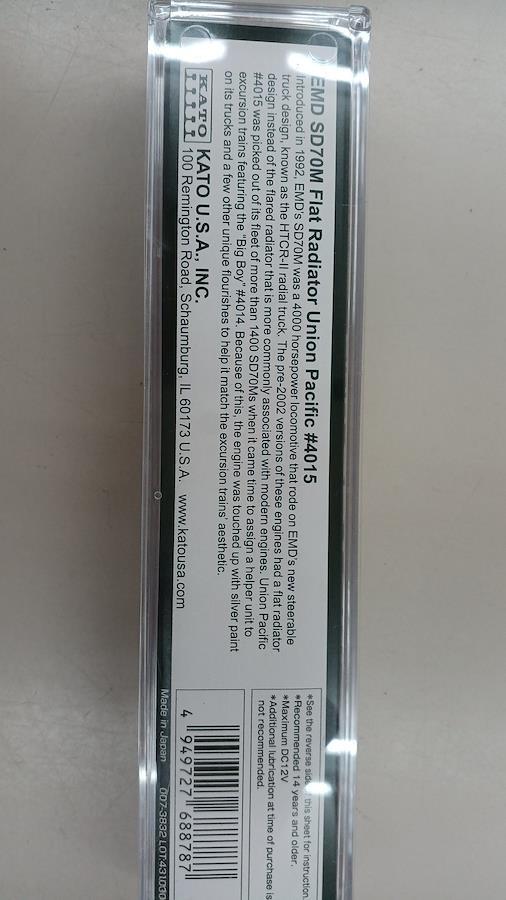 EMD SD70M Flat Radiator Union Pacific #4015
Introduced in 1992, EMD's SD70M was a 4000 horsepower locomotive that rode on EMD's new steerable
truck design, known as the HTCR-II radial truck. The pre-2002 versions of these engines had a flat radiator
design instead of the flared radiator that is more commonly associated with modern engines. Union Pacific
#4015 was picked out of its fleet of more than 1400 SD70Ms when it came time to assign a helper unit to
excursion trains featuring the "Big Boy" #4014. Because of this, the engine was touched up with silver paint
on its trucks and a few other unique flourishes to help it match the excursion trains' aesthetic.
KATO
KATO U.S.A., INC.
100 Remington Road, Schaumburg, IL 60173 U.S.A. www.katousa.com
*See the reverse side of this sheet for instruction.
*Recommended 14 years and older.
*Maximum DC12V
*Additional lubrication at time of purchase is
not recommended.
4 949727 688787
Made in Japan